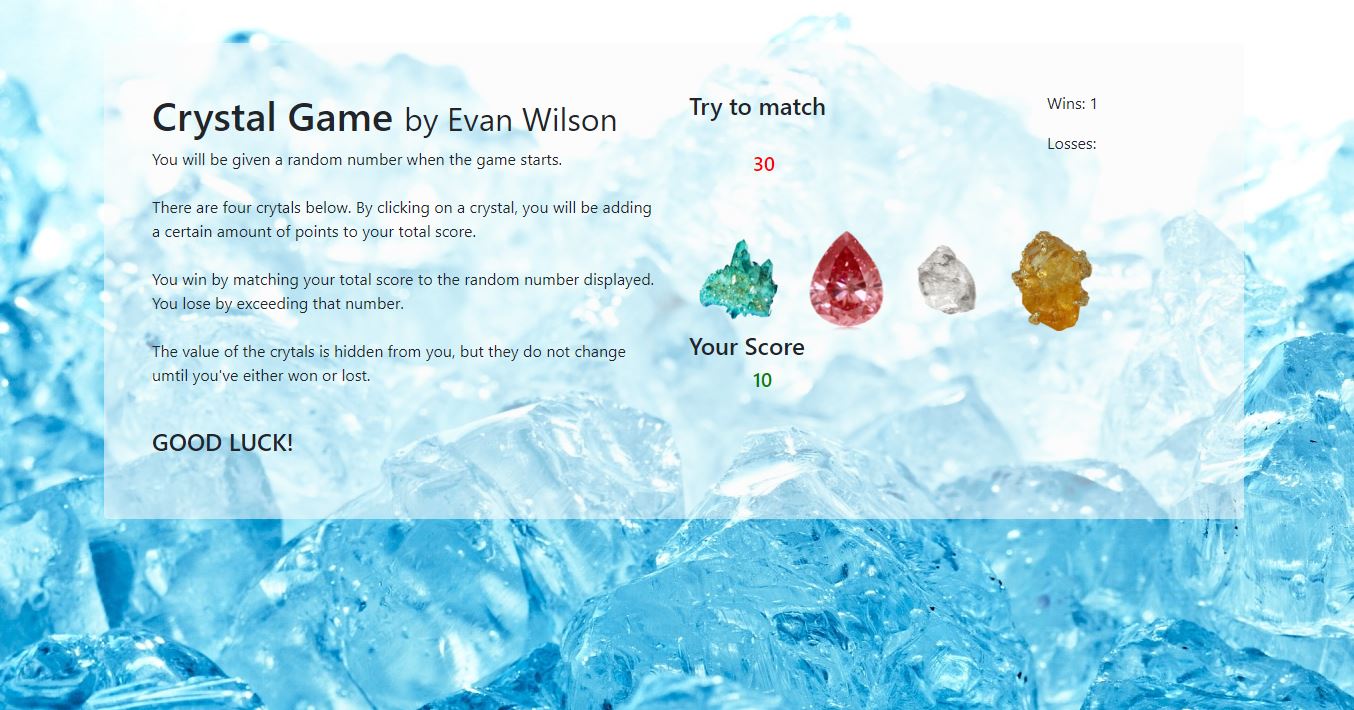 Crystal Game by Evan Wilson
You will be given a random number when the game starts.
There are four crytals below. By clicking on a crystal, you will be adding
a certain amount of points to your total score.
You win by matching your total score to the random number displayed.
You lose by exceeding that number.
The value of the crytals is hidden from you, but they do not change
umtil you've either won or lost.
GOOD LUCK!
Try to match
30
Wins: 1
Losses:
Your Score
10